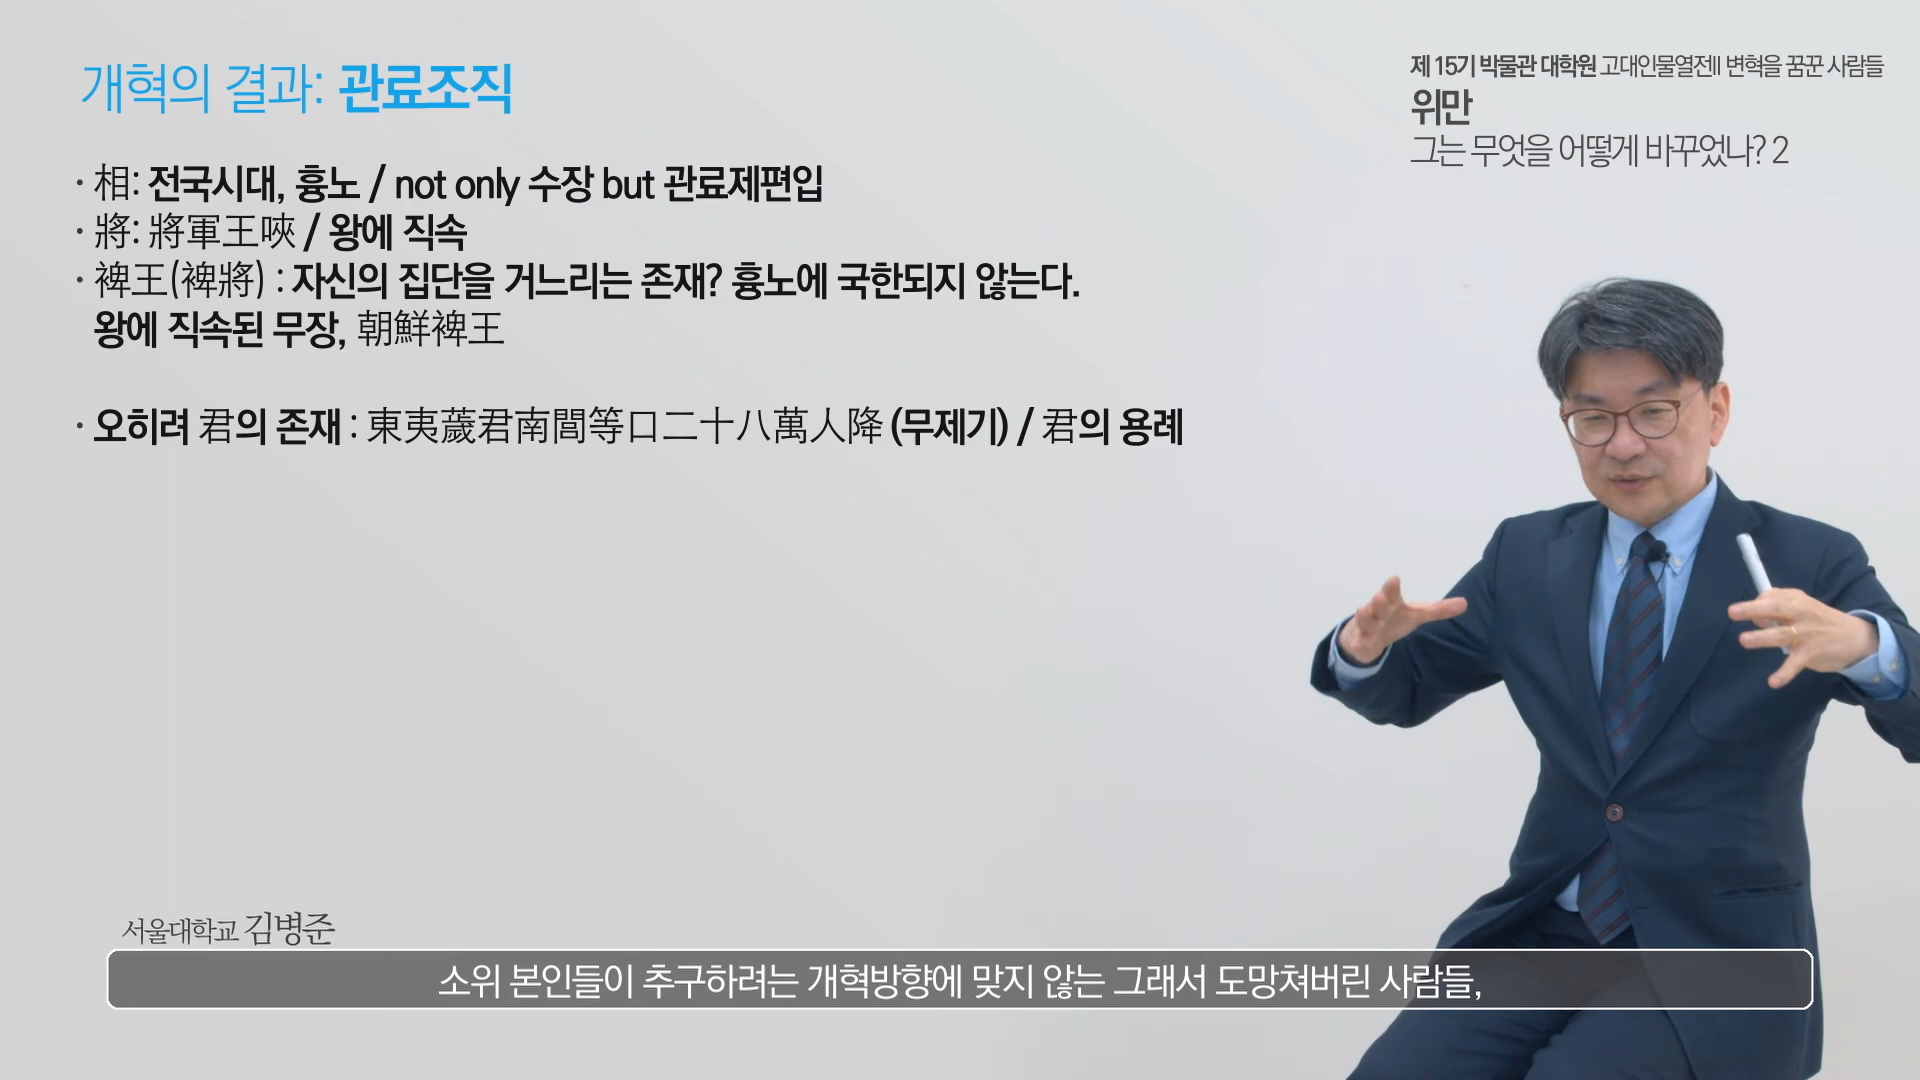 개혁의 결과: 관료조직
제 15기 박물관 대학원 고대인물열전II 변혁을 꿈꾼 사람들
위만
그는 무엇을 어떻게 바꾸었나? 2
· 相: 전국시대, 흉노 / not only 수장 but 관료제편입
· 將: 將軍王唊 / 왕에 직속
· 裨王(裨將) : 자신의 집단을 거느리는 존재? 흉노에 국한되지 않는다.
왕에 직속된 무장, 朝鮮裨王
· 오히려 君의 존재 : 東夷薉君南閭等口二十八萬人降 (무제기) / 君의 용례
서울대학교 김병준
소위 본인들이 추구하려는 개혁방향에 맞지 않는 그래서 도망쳐버린 사람들,